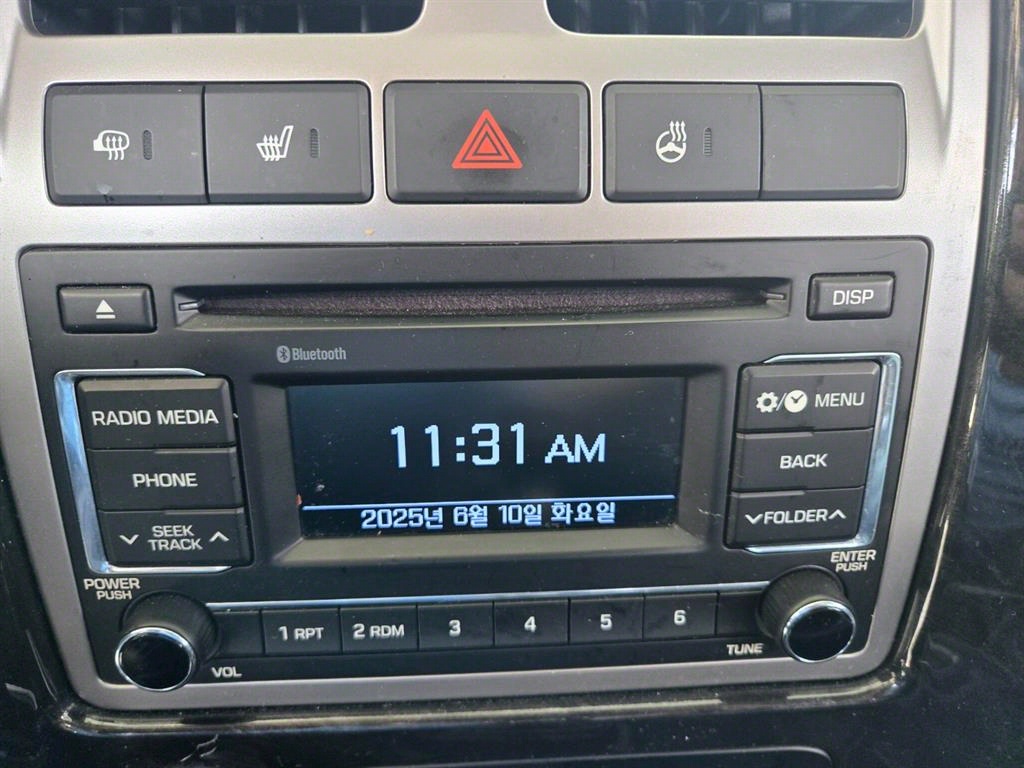 DISP
Bluetooth
RADIO MEDIA
MENU
11:31 AM
PHONE
BACK
SEEK
TRACK
FOLDER
2025년 6월 10일 화요일
POWER
PUSH
ENTER
PUSH
1 RPT
2 RDM
3
4
5
6
VOL
TUNE